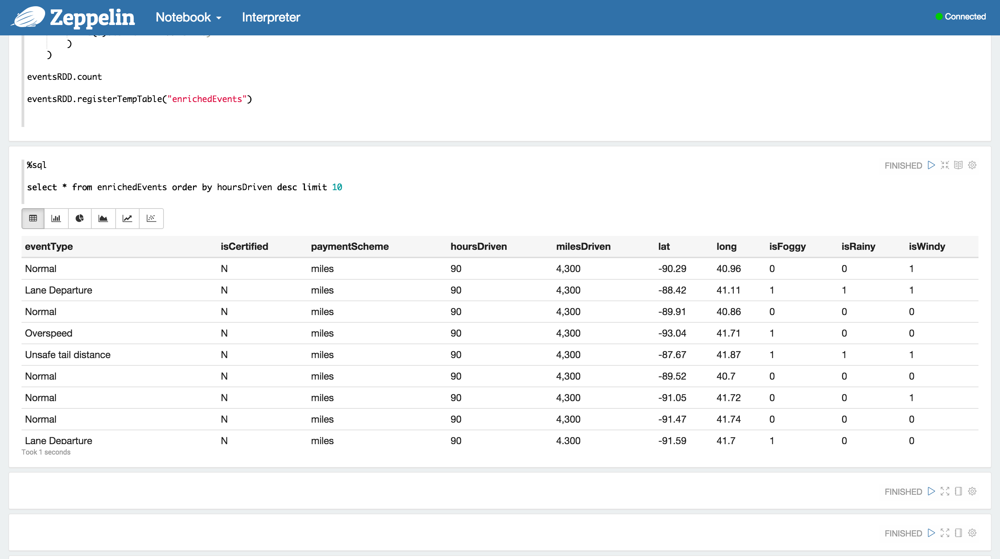 Zeppelin Notebook Interpreter Connected
)
)
eventsRDD.count
eventsRDD.registerTempTable("enrichedEvents")
%sql
FINISHED
select * from enrichedEvents order by hoursDriven desc limit 10
eventType isCertified paymentScheme hoursDriven milesDriven lat long isFoggy isRainy isWindy
Normal N miles 90 4,300 -90.29 40.96 0 0 1
Lane Departure N miles 90 4,300 -88.42 41.11 1 1 1
Normal N miles 90 4,300 -89.91 40.86 0 0 0
Overspeed N miles 90 4,300 -93.04 41.71 1 0 0
Unsafe tail distance N miles 90 4,300 -87.67 41.87 1 1 1
Normal N miles 90 4,300 -89.52 40.7 0 0 0
Normal N miles 90 4,300 -91.05 41.72 0 0 1
Normal N miles 90 4,300 -91.47 41.74 0 0 0
Lane Departure N miles 90 4,300 -91.59 41.7 1 0 0
Took 1 seconds
FINISHED
FINISHED